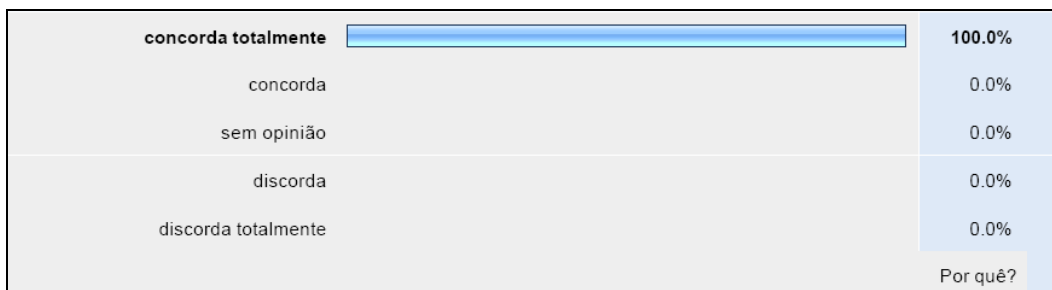 concorda totalmente 100.0%
concorda 0.0%
sem opinião 0.0%
discorda 0.0%
discorda totalmente 0.0%
Por quê?